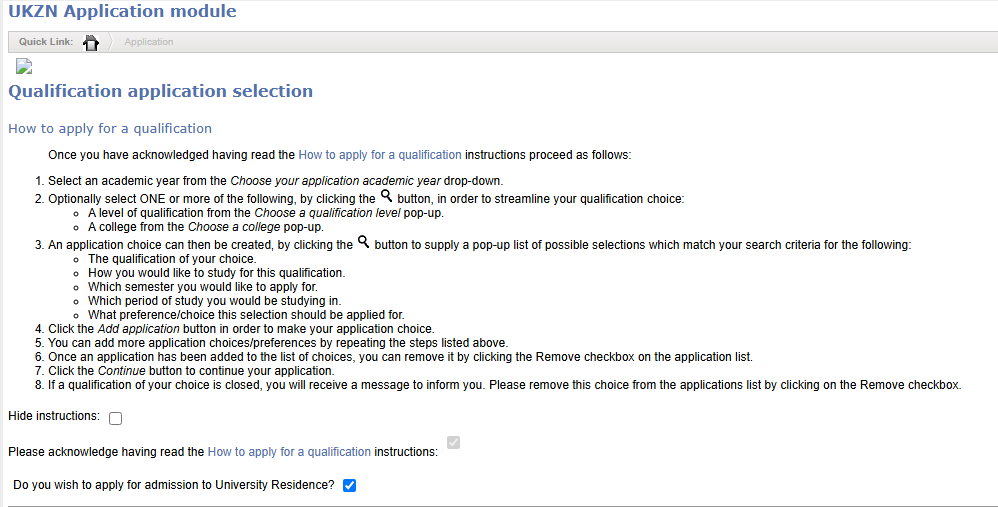 UKZN Application module
Quick Link: Application
Qualification application selection
How to apply for a qualification
Once you have acknowledged having read the How to apply for a qualification instructions proceed as follows:
1. Select an academic year from the Choose your application academic year drop-down.
2. Optionally select ONE or more of the following, by clicking the button, in order to streamline your qualification choice:
A level of qualification from the Choose a qualification level pop-up.
A college from the Choose a college pop-up.
3. An application choice can then be created, by clicking the button to supply a pop-up list of possible selections which match your search criteria for the following:
The qualification of your choice.
How you would like to study for this qualification.
Which semester you would like to apply for.
Which period of study you would be studying in.
What preference/choice this selection should be applied for.
4. Click the Add application button in order to make your application choice.
5. You can add more application choices/preferences by repeating the steps listed above.
6. Once an application has been added to the list of choices, you can remove it by clicking the Remove checkbox on the application list.
7. Click the Continue button to continue your application.
8. If a qualification of your choice is closed, you will receive a message to inform you. Please remove this choice from the applications list by clicking on the Remove checkbox.
Hide instructions:
Please acknowledge having read the How to apply for a qualification instructions:
Do you wish to apply for admission to University Residence?